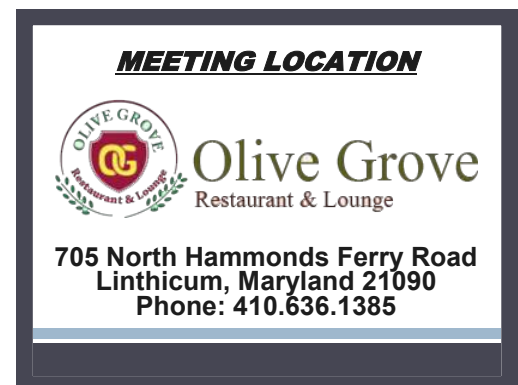 MEETING LOCATION
OLIVE GROVE
OG
Restaurant & Lounge
Olive Grove
Restaurant & Lounge
705 North Hammonds Ferry Road
Linthicum, Maryland 21090
Phone: 410.636.1385